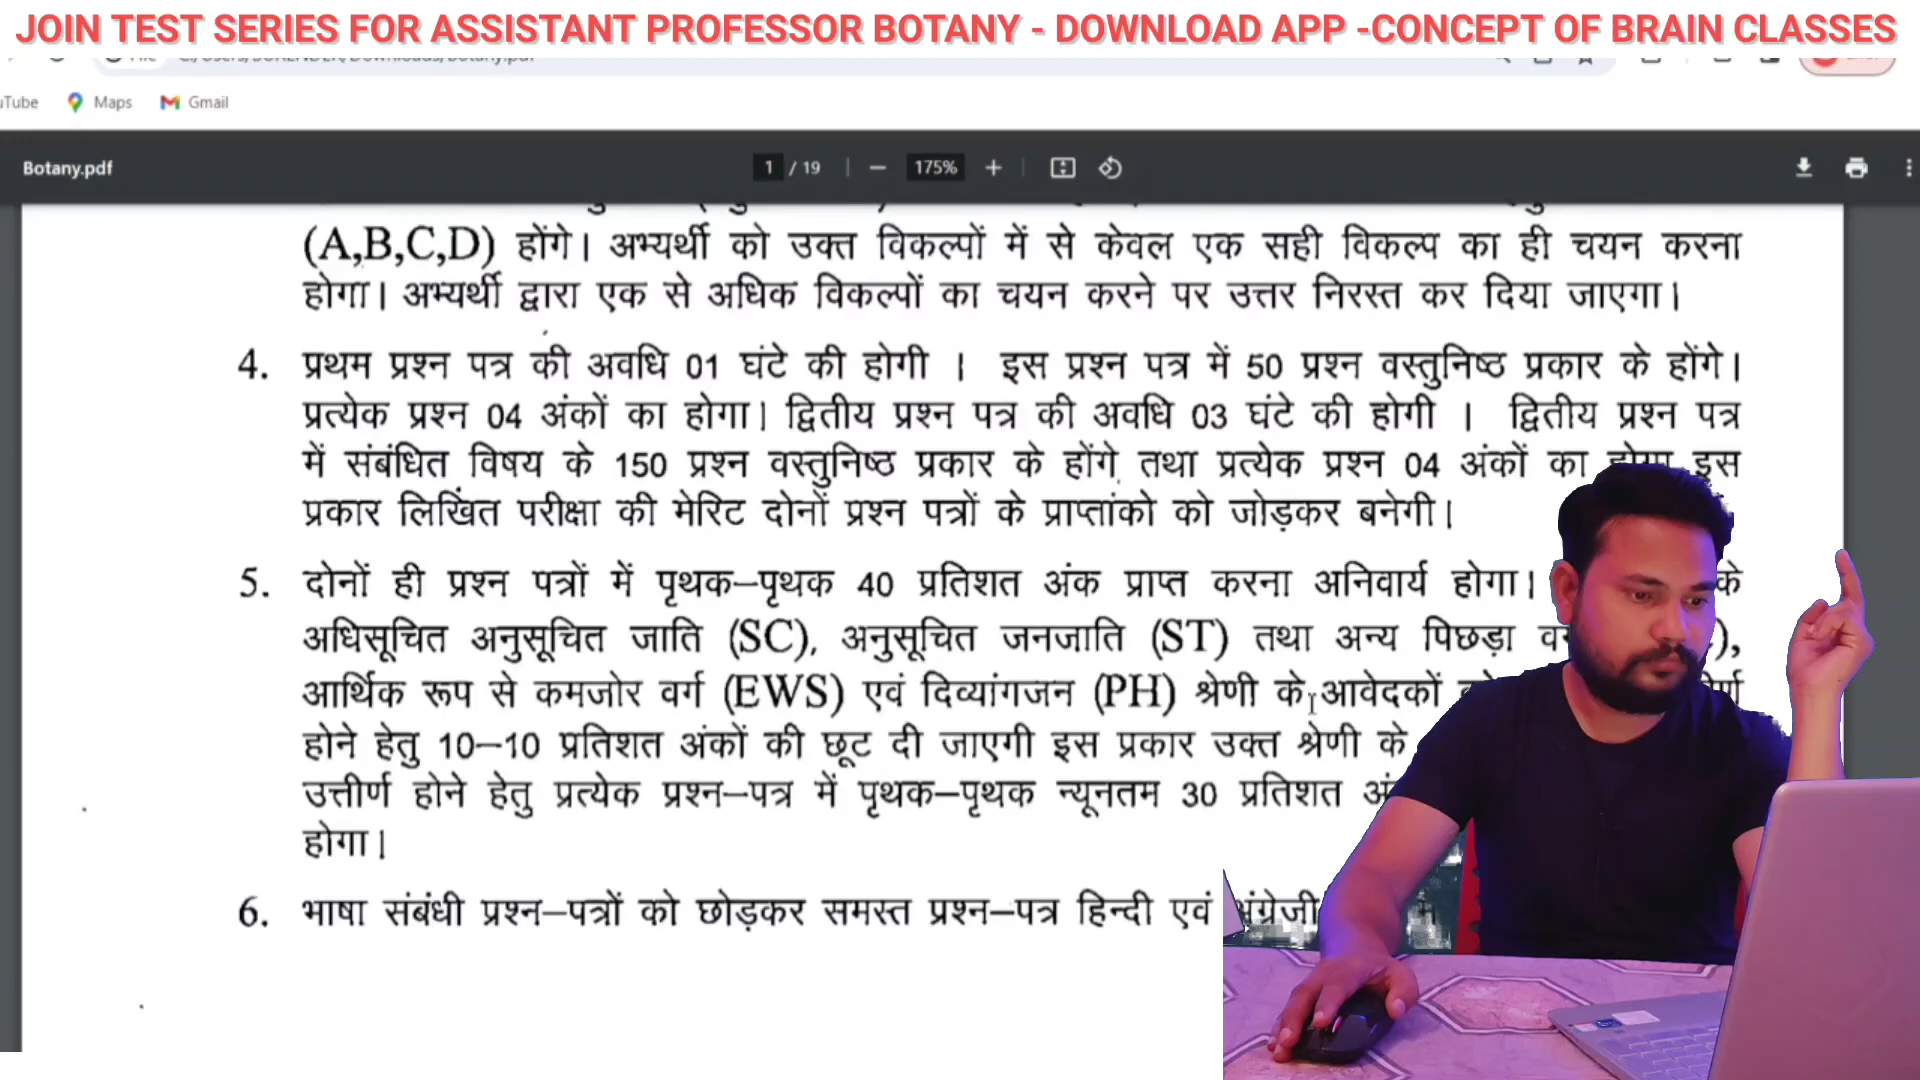 JOIN TEST SERIES FOR ASSISTANT PROFESSOR BOTANY - DOWNLOAD APP -CONCEPT OF BRAIN CLASSES
Maps Gmail
Botany.pdf 1 / 19 175%
(A,B,C,D) होंगे। अभ्यर्थी को उक्त विकल्पों में से केवल एक सही विकल्प का ही चयन करना
होगा। अभ्यर्थी द्वारा एक से अधिक विकल्पों का चयन करने पर उत्तर निरस्त कर दिया जाएगा।
4. प्रथम प्रश्न पत्र की अवधि 01 घंटे की होगी । इस प्रश्न पत्र में 50 प्रश्न वस्तुनिष्ठ प्रकार के होंगे।
प्रत्येक प्रश्न 04 अंकों का होगा। द्वितीय प्रश्न पत्र की अवधि 03 घंटे की होगी । द्वितीय प्रश्न पत्र
में संबंधित विषय के 150 प्रश्न वस्तुनिष्ठ प्रकार के होंगे तथा प्रत्येक प्रश्न 04 अंकों का होगा इस
प्रकार लिखित परीक्षा की मेरिट दोनों प्रश्न पत्रों के प्राप्तांको को जोड़कर बनेगी।
5. दोनों ही प्रश्न पत्रों में पृथक–पृथक 40 प्रतिशत अंक प्राप्त करना अनिवार्य होगा। के
अधिसूचित अनुसूचित जाति (SC), अनुसूचित जनजाति (ST) तथा अन्य पिछड़ा
आर्थिक रूप से कमजोर वर्ग (EWS) एवं दिव्यांगजन (PH) श्रेणी के आवेदकों
होने हेतु 10–10 प्रतिशत अंकों की छूट दी जाएगी इस प्रकार उक्त श्रेणी के
उत्तीर्ण होने हेतु प्रत्येक प्रश्न–पत्र में पृथक–पृथक न्यूनतम 30 प्रतिशत
होगा।
6. भाषा संबंधी प्रश्न–पत्रों को छोड़कर समस्त प्रश्न–पत्र हिन्दी एवं अंग्रेजी